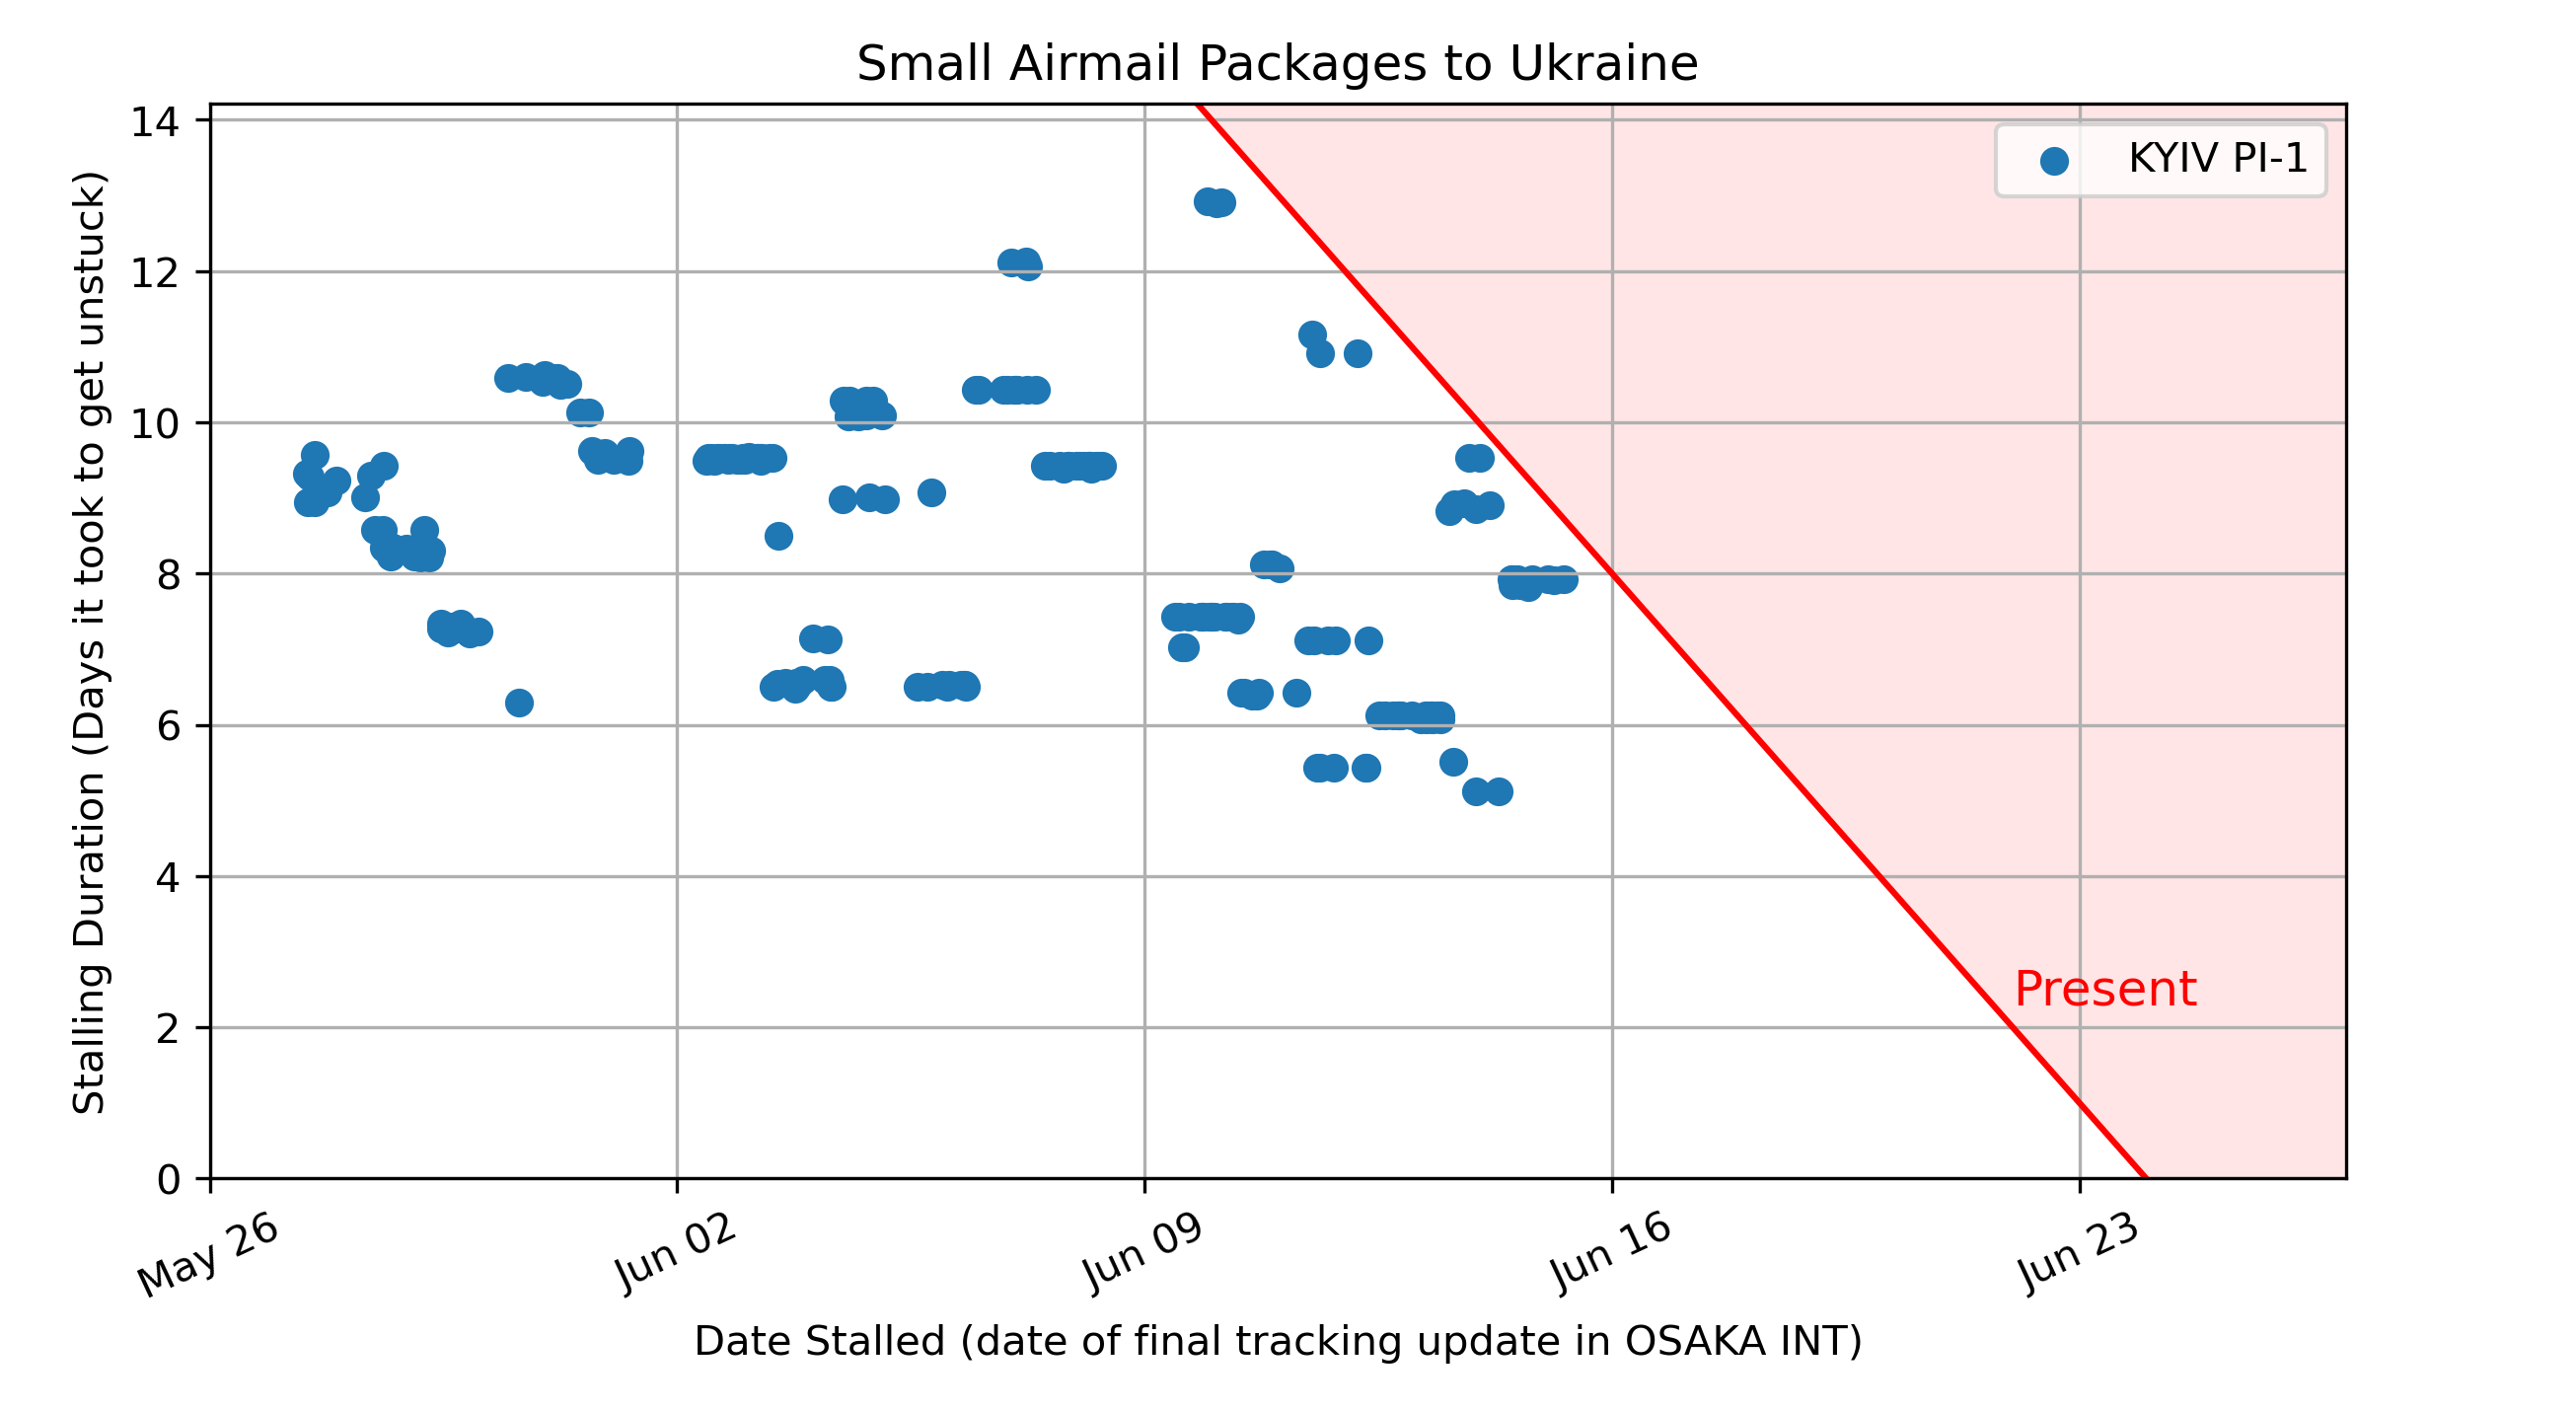 Small Airmail Packages to Ukraine
Stalling Duration (Days it took to get unstuck)
14
12
10
8
6
4
2
0
KYIV PI-1
Present
May 26
Jun 02
Jun 09
Jun 16
Jun 23
Date Stalled (date of final tracking update in OSAKA INT)